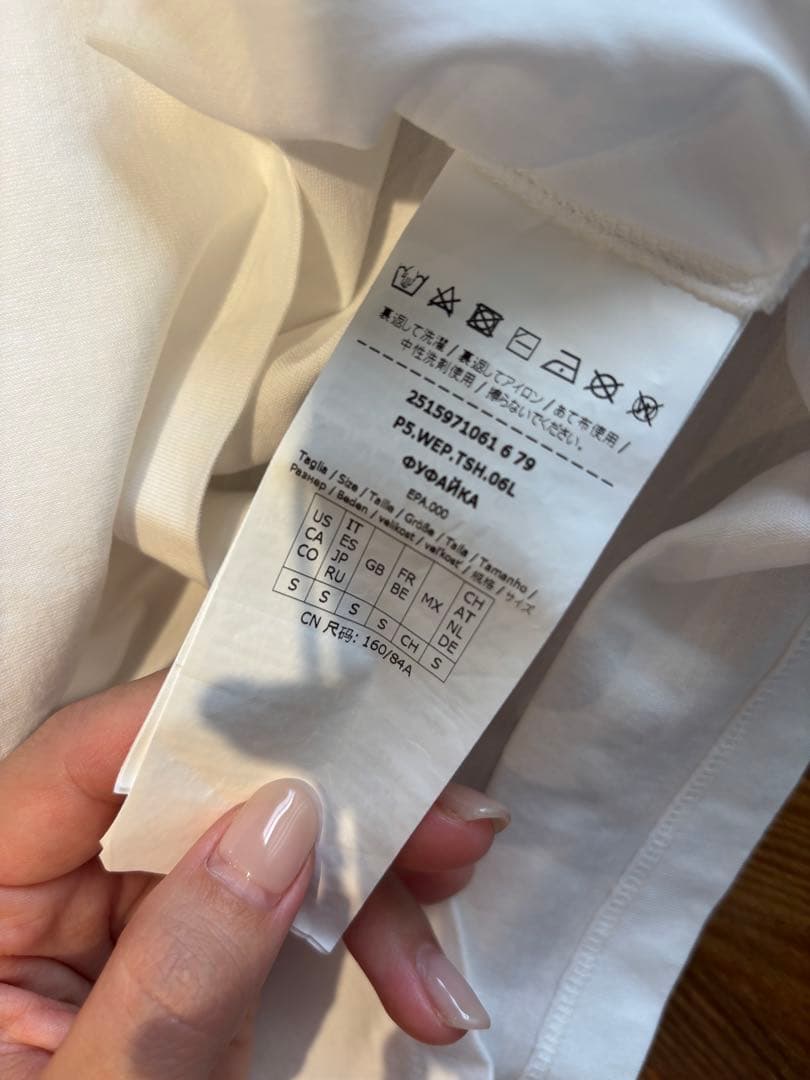 裏返して洗濯 / 裏返してアイロン / あて布使用 /
中性洗剤使用 / 擦らないでください。
2515971061 6 79
P5.WEP.TSH.06L
ФУФАЙКА
EPA.000
Taglia / Size / Taille / Größe / Talla / Tamanho /
Размер / Beden / velikost / veľkosť / 规格 / サイズ
US CA CO
IT ES JP RU
GB
FR BE
MX
CH AT NL DE
S S S S CH S
CN 尺码: 160/84A